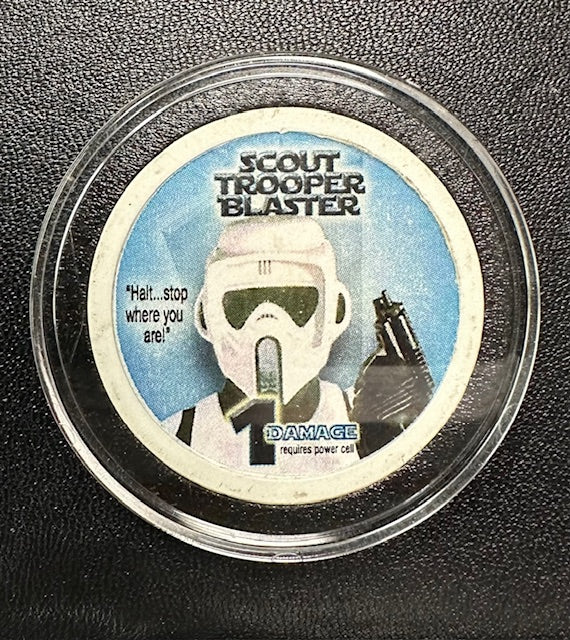 SCOUT
TROOPER
BLASTER
"Halt...stop
where you
are!"
1 DAMAGE
requires power cell